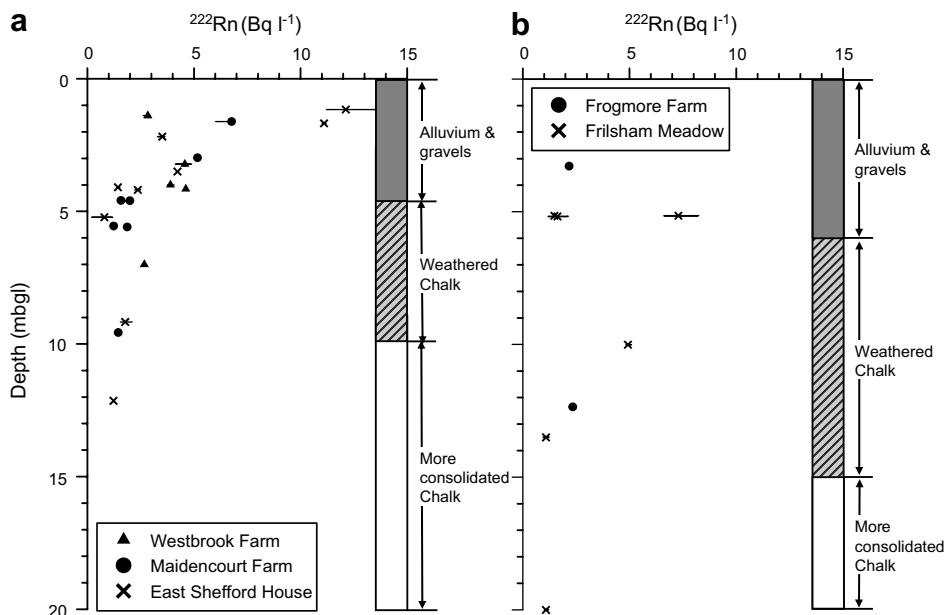 a
²²²Rn (Bq l⁻¹)
0 5 10 15
0
5
10
15
20
Depth (mbgl)
Alluvium &
gravels
Weathered
Chalk
More
consolidated
Chalk
Westbrook Farm
Maidencourt Farm
East Shefford House
b
²²²Rn (Bq l⁻¹)
0 5 10 15
Frogmore Farm
Frilsham Meadow
Alluvium &
gravels
Weathered
Chalk
More
consolidated
Chalk